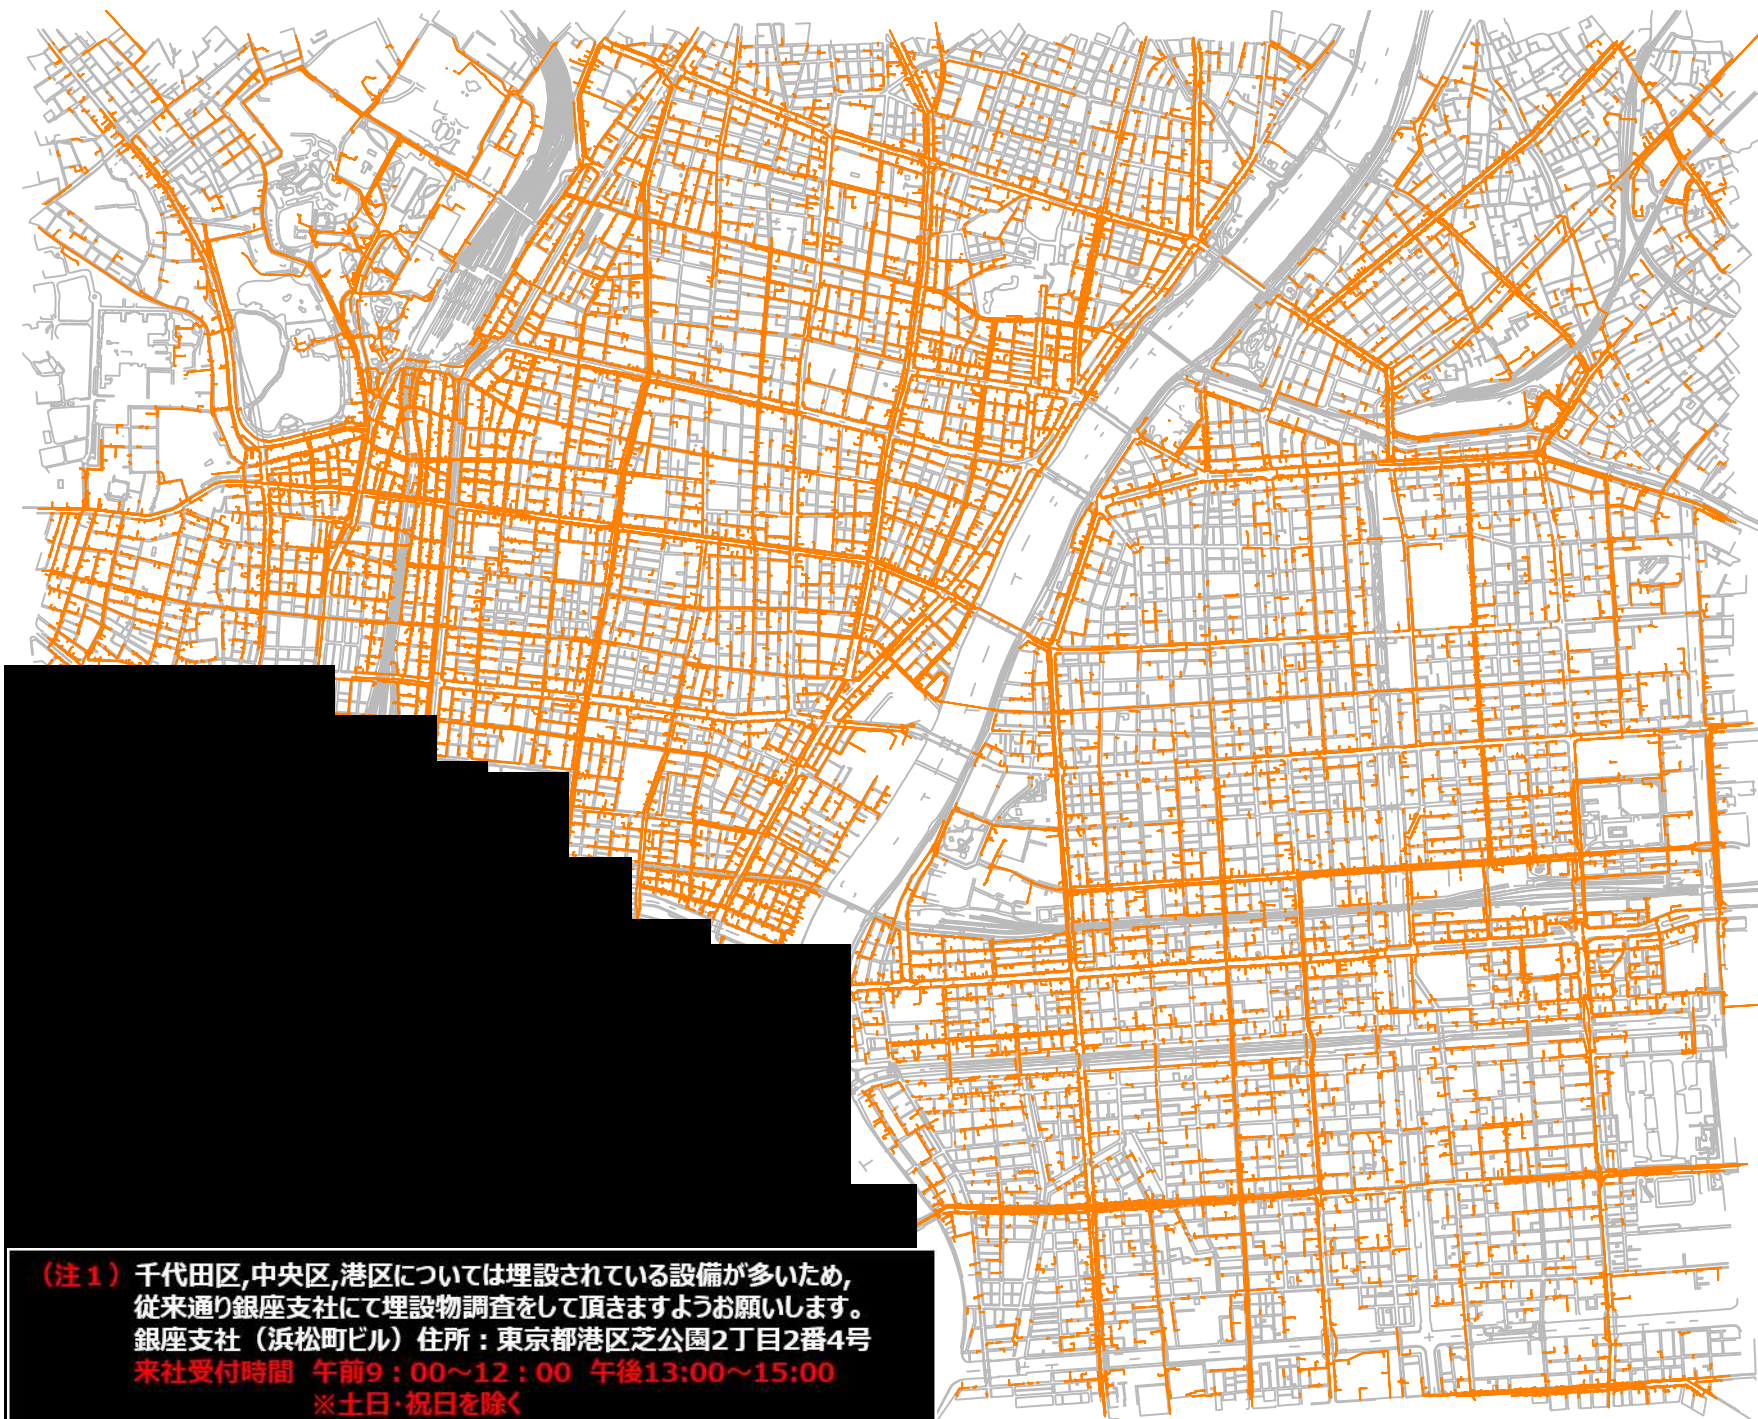 （注１）千代田区,中央区,港区については埋設されている設備が多いため,
従来通り銀座支社にて埋設物調査をして頂きますようお願いします。
銀座支社（浜松町ビル）住所：東京都港区芝公園2丁目2番4号
来社受付時間　午前9：00～12：00　午後13:00～15:00
※土日･祝日を除く